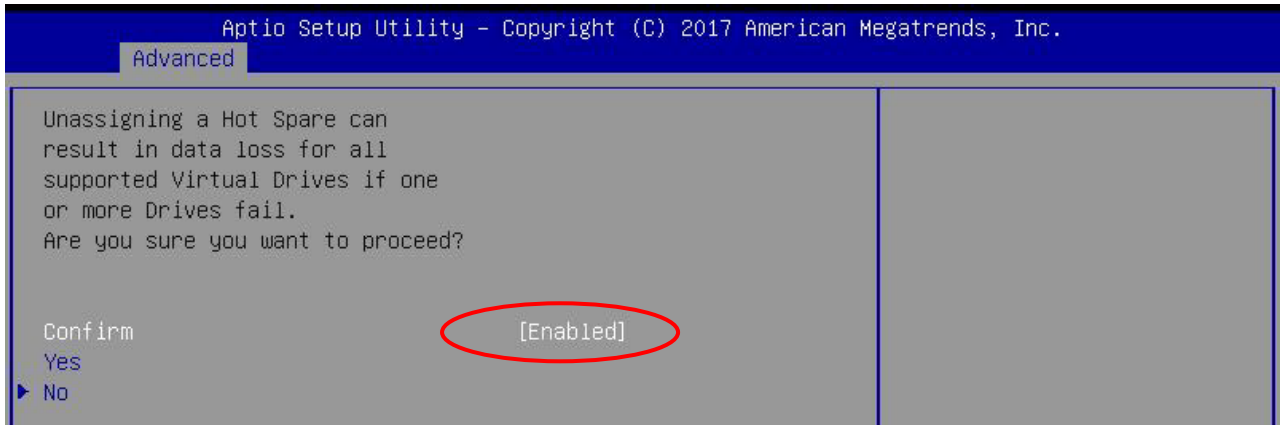 Aptio Setup Utility – Copyright (C) 2017 American Megatrends, Inc.
Advanced
Unassigning a Hot Spare can
result in data loss for all
supported Virtual Drives if one
or more Drives fail.
Are you sure you want to proceed?
Confirm [Enabled]
Yes
No